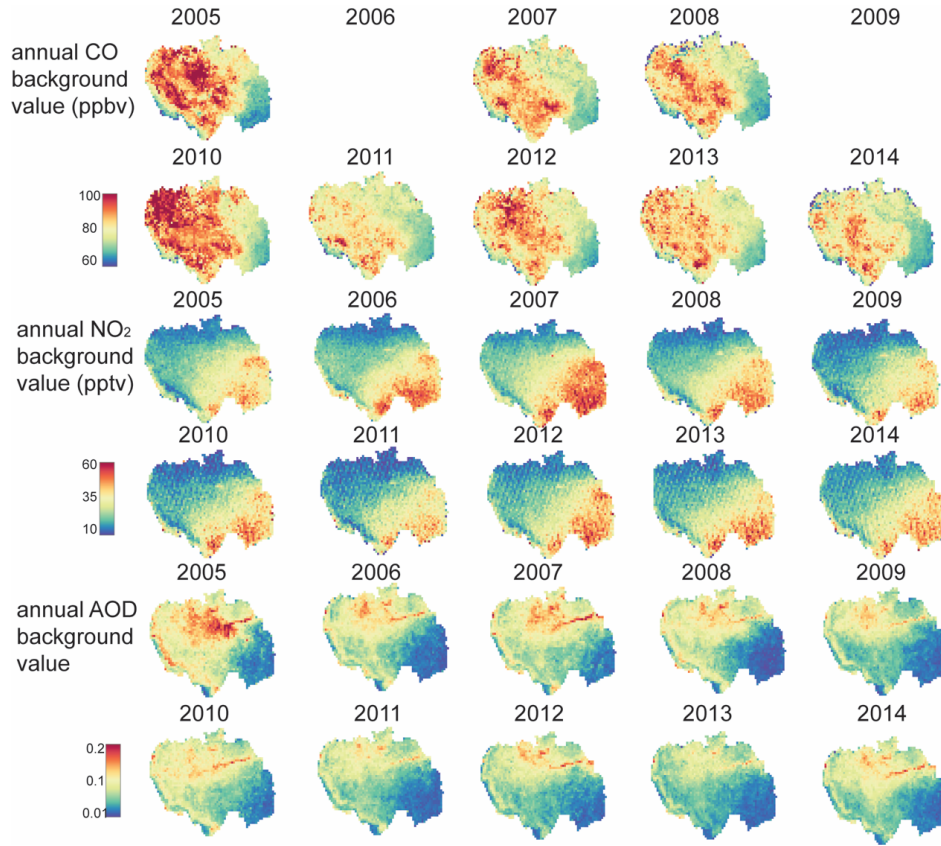 2005 2006 2007 2008 2009
annual CO
background
value (ppbv)
2010 2011 2012 2013 2014
100
80
60
2005 2006 2007 2008 2009
annual NO₂
background
value (pptv)
2010 2011 2012 2013 2014
60
35
10
2005 2006 2007 2008 2009
annual AOD
background
value
2010 2011 2012 2013 2014
0.2
0.1
0.01